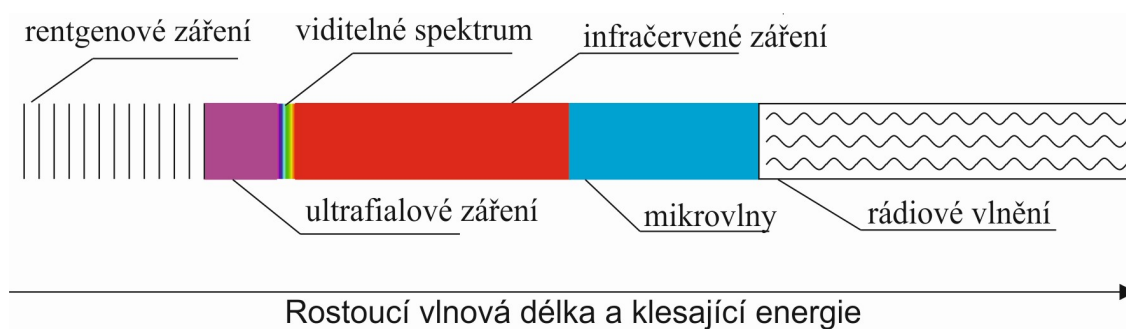 rentgenové záření
viditelné spektrum
infračervené záření
ultrafialové záření
mikrovlny
rádiové vlnění
Rostoucí vlnová délka a klesající energie